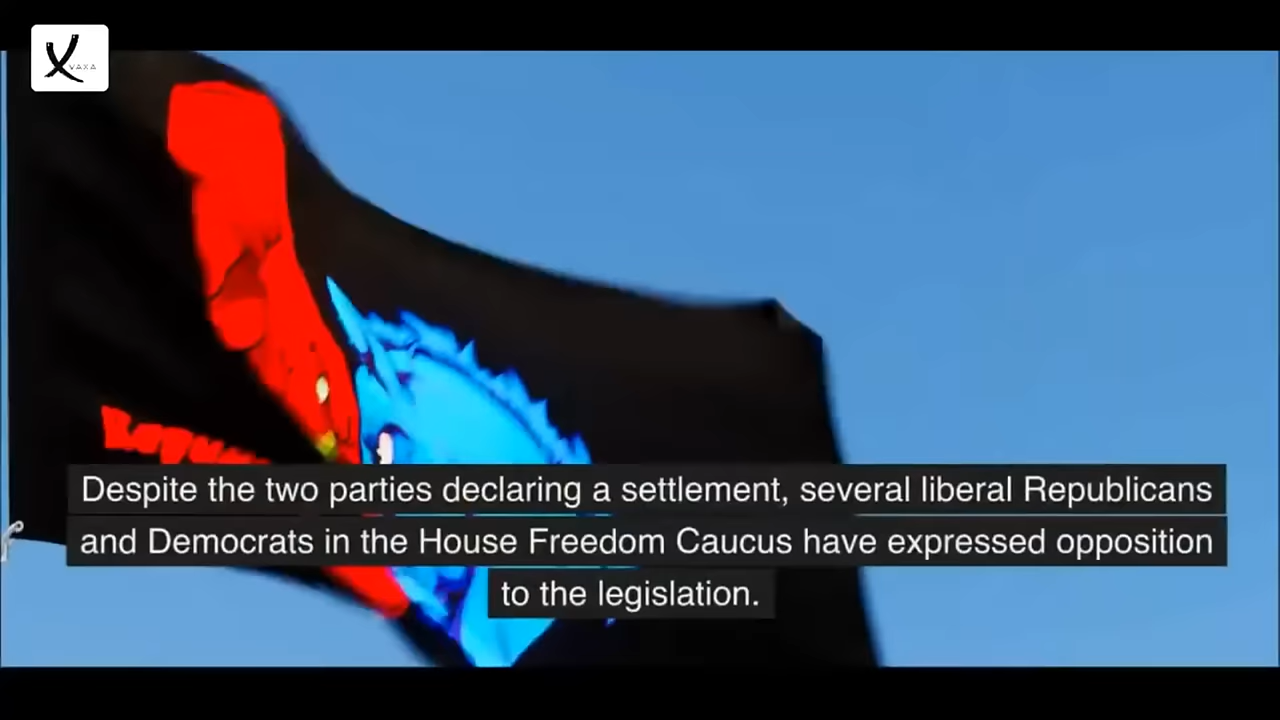 VAXA
Despite the two parties declaring a settlement, several liberal Republicans
and Democrats in the House Freedom Caucus have expressed opposition
to the legislation.